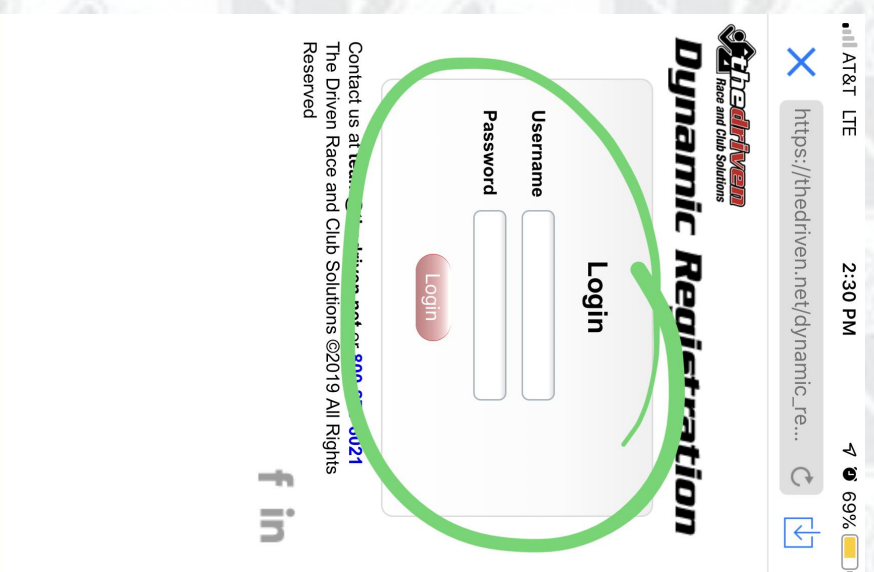 AT&T LTE 2:30 PM 69%
https://thedriven.net/dynamic_re...
thedriven
Race and Club Solutions
Dynamic Registration
Login
Username
Password
Login
Contact us at or
The Driven Race and Club Solutions ©2019 All Rights
Reserved
f in